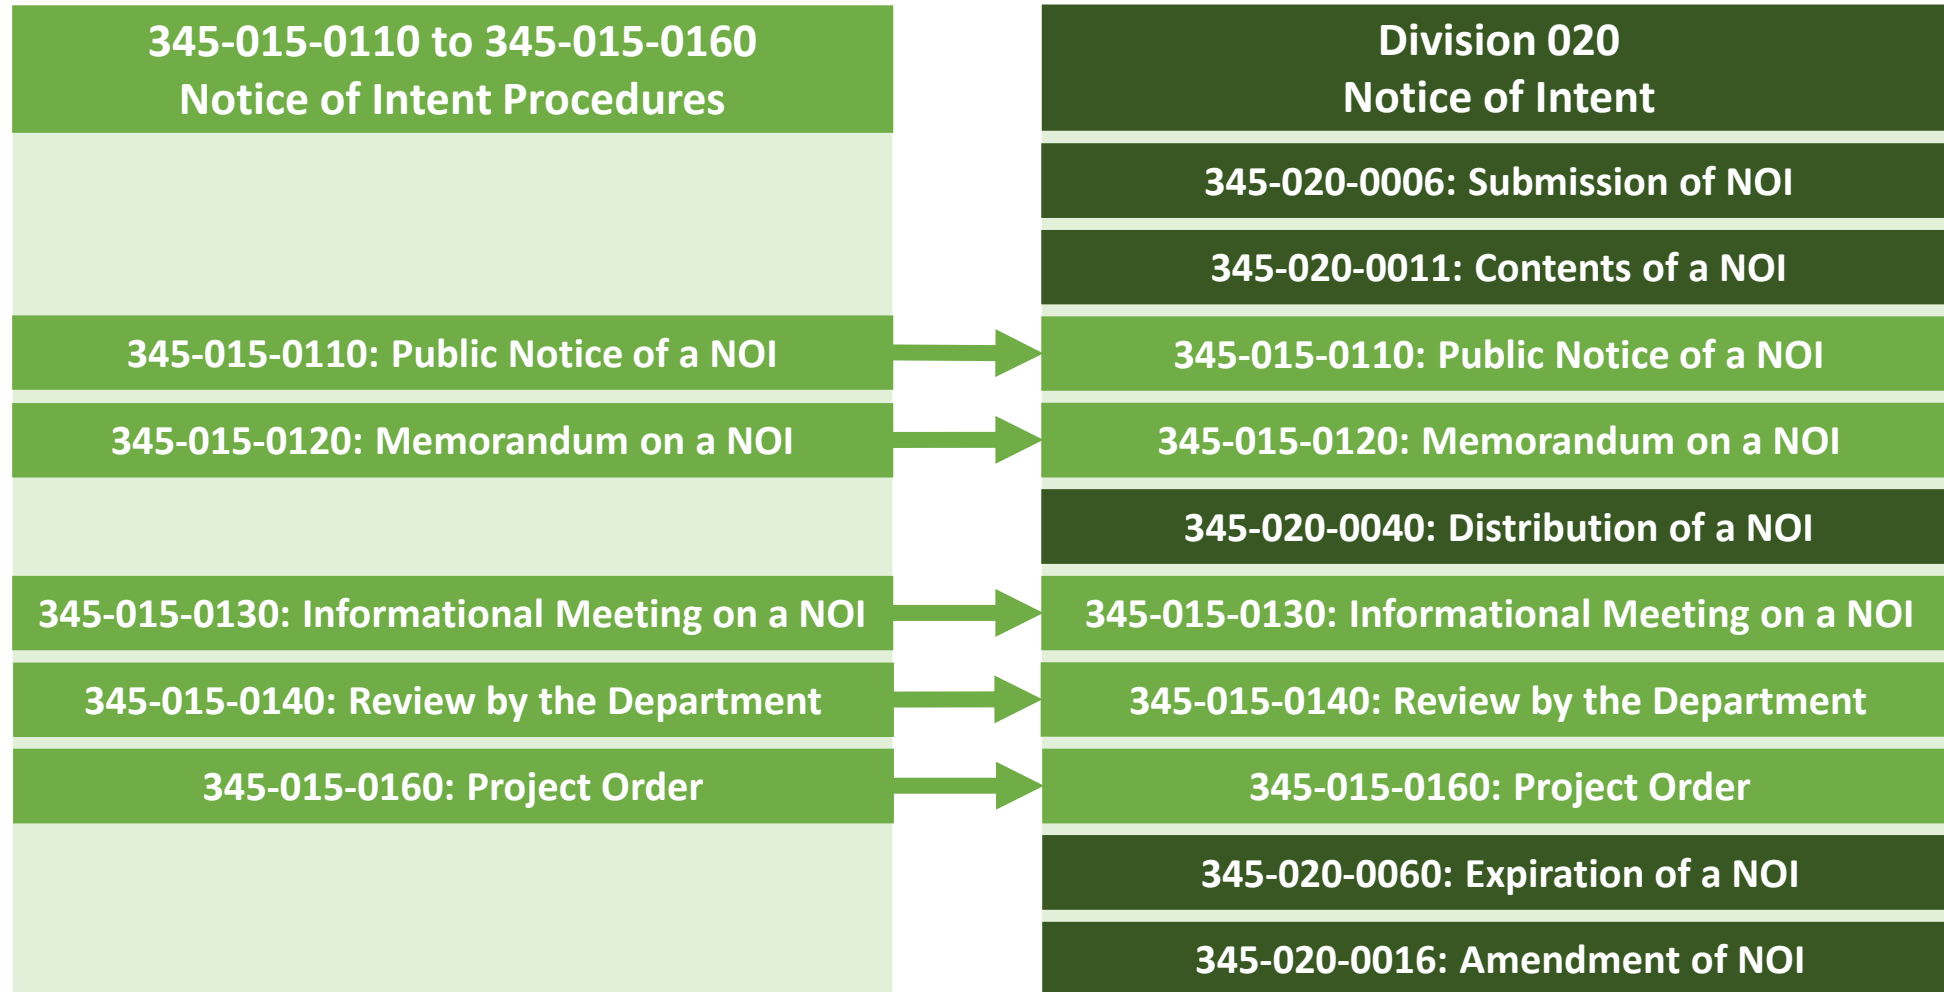 345-015-0110 to 345-015-0160
Notice of Intent Procedures
345-015-0110: Public Notice of a NOI
345-015-0120: Memorandum on a NOI
345-015-0130: Informational Meeting on a NOI
345-015-0140: Review by the Department
345-015-0160: Project Order
Division 020
Notice of Intent
345-020-0006: Submission of NOI
345-020-0011: Contents of a NOI
345-015-0110: Public Notice of a NOI
345-015-0120: Memorandum on a NOI
345-020-0040: Distribution of a NOI
345-015-0130: Informational Meeting on a NOI
345-015-0140: Review by the Department
345-015-0160: Project Order
345-020-0060: Expiration of a NOI
345-020-0016: Amendment of NOI